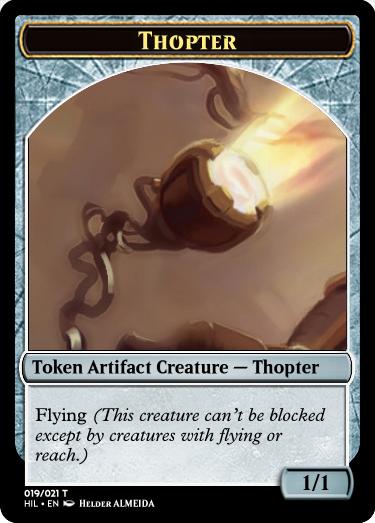 Thopter
Token Artifact Creature — Thopter
Flying (This creature can't be blocked
except by creatures with flying or
reach.)
1/1
019/021 T
HIL • EN Helder ALMEIDA